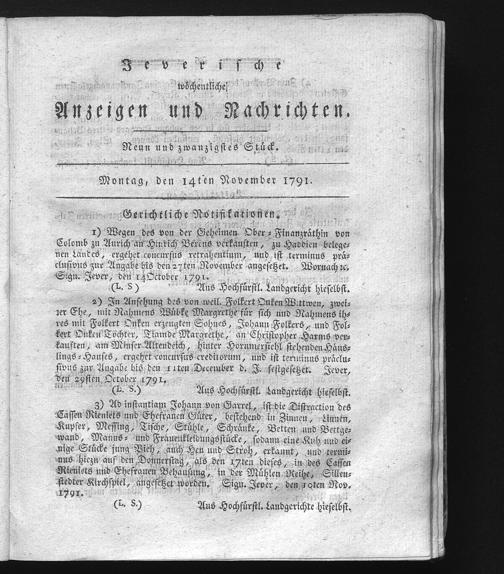 Jeverische
wöchentliche
Anzeigen und Nachrichten.
Neun und zwanzigstes Stück.
Montag, den 14ten November 1791.
Gerichtliche Notifikationen.
1) Wegen des von der Geheimen Ober-Finanzräthin von
Colomb zu Aurich an Hinrich Behrens verkauften, zu Haddien belege-
nen Landes, ergehet concursus retrahentium, und ist terminus prä-
clusivus zur Angabe bis den 27ten November angesetzet. Wornach ic.
Sign. Jever, den 14 October 1791.
(L. S) Aus Hochfürstl. Landgericht hieselbst.
2) In Ansehung des von weil. Folkert Onken Wittwen, zwei-
ter Ehe, mit Nahmens Wübke Margrethe für sich und Nahmens ih-
res mit Folkert Onken erzeugten Sohnes, Johann Folkers, und Fol-
kert Onken Töchter, Tiande Margrethe, an Christopher Harms ver-
kauften, am Minser Altendeich, hinter Horumersiehl stehenden Häus-
lings-Hauses, ergehet concursus creditorum, und ist terminus präclu-
sivus zur Angabe bis den 11ten December d. J. festgesetzet. Jever,
den 29sten October 1791.
(L. S.) Aus Hochfürstl. Landgericht hieselbst.
3) Ad instantiam Johann von Garrel, ist die Distraction des
Cassen Rienlets und Ehefrauen Güter, bestehend in Zinnen, Linnen,
Kupfer, Messing, Tische, Stühle, Schränke, Betten und Bettge-
wand, Manns- und Frauenkleidungsstücke, sodann eine Kuh und ei-
nige Stücke jung Vieh, auch Heu und Stroh, erkannt, und termi-
nus hiezu auf den Donnerstag, als den 17ten dieses, in des Cassen
Rienlets und Ehefrauen Behausung, in der Mühlen Reihe, Sillen-
stedter Kirchspiel, angesetzet worden. Sign. Jever, den 10ten Nov.
1791.
(L. S.) Aus Hochfürstl. Landgerichte hieselbst.